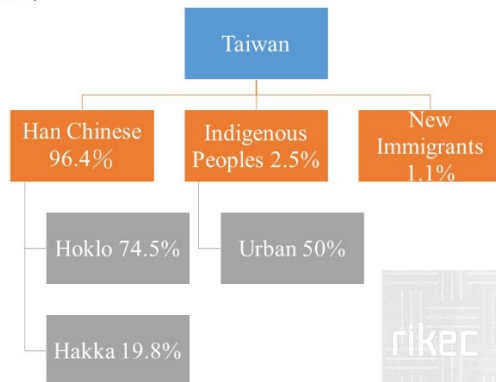 Taiwan
Han Chinese
96.4%
Indigenous
Peoples 2.5%
New
Immigrants
1.1%
Hoklo 74.5%
Urban 50%
Hakka 19.8%
rikec